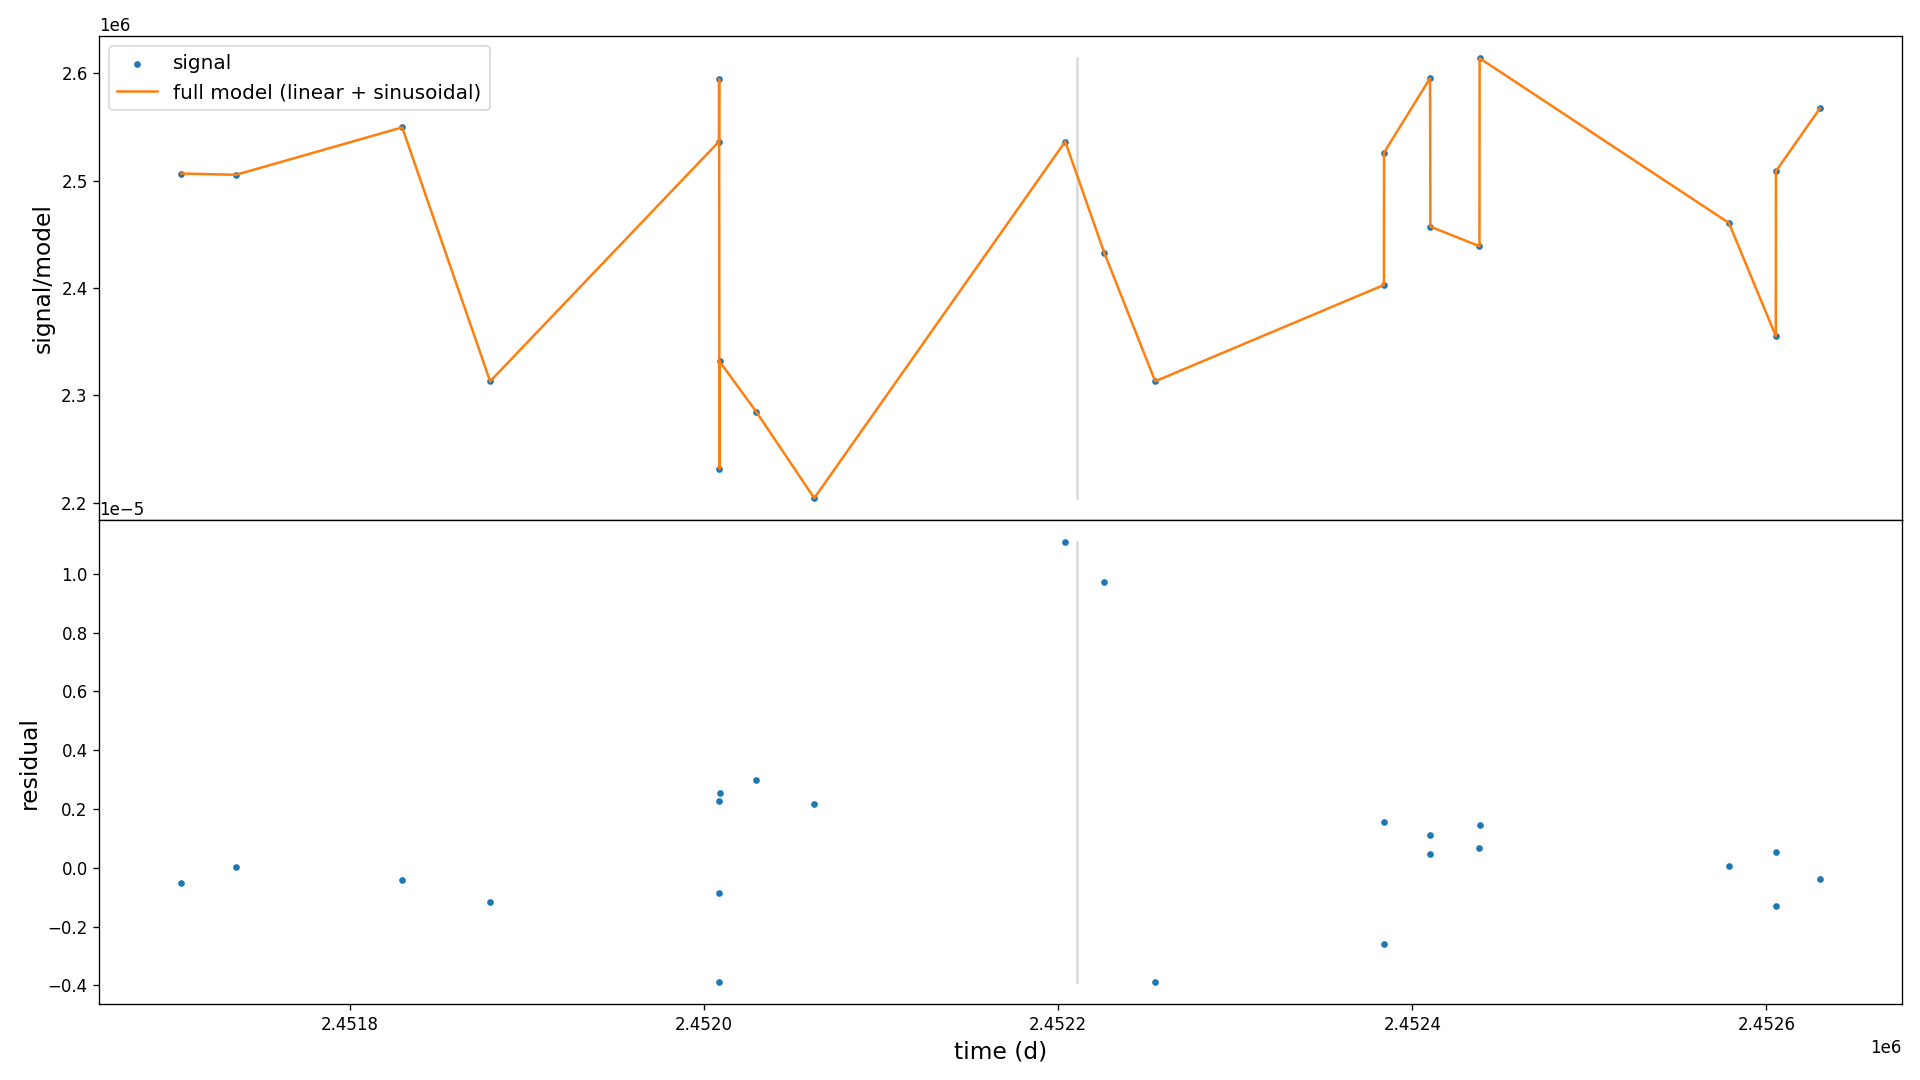 1e6
signal
full model (linear + sinusoidal)
2.6
2.5
2.4
2.3
2.2
signal/model
1e−5
1.0
0.8
0.6
0.4
0.2
0.0
−0.2
−0.4
residual
2.4518
2.4520
2.4522
2.4524
2.4526
time (d)
1e6